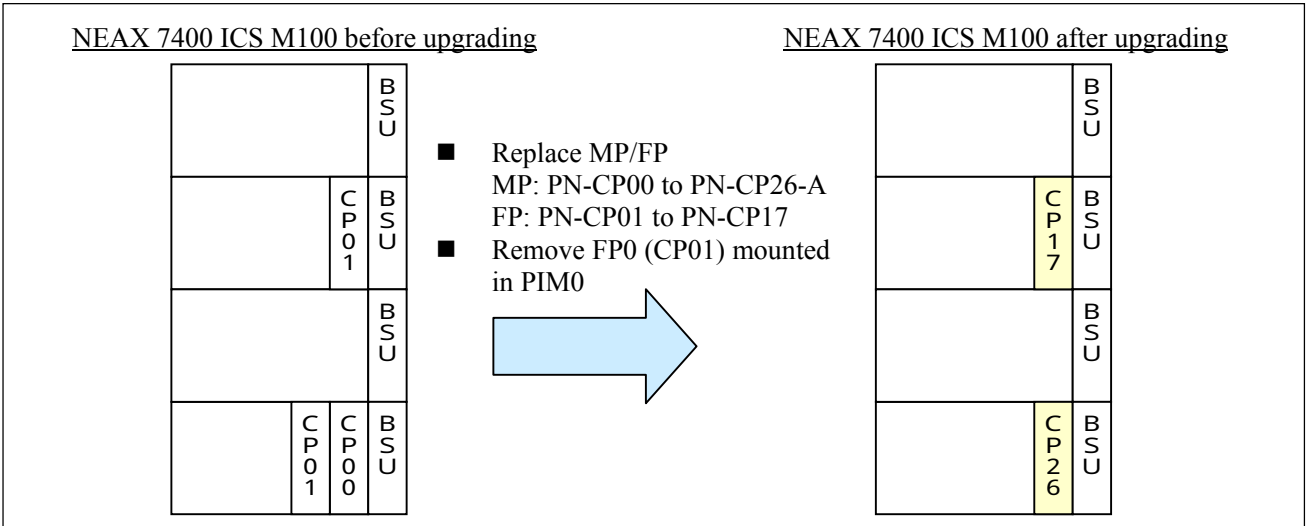 NEAX 7400 ICS M100 before upgrading
BSU
CP01
BSU
BSU
CP01
CP00
BSU
■ Replace MP/FP
MP: PN-CP00 to PN-CP26-A
FP: PN-CP01 to PN-CP17
■ Remove FP0 (CP01) mounted
in PIM0
NEAX 7400 ICS M100 after upgrading
BSU
CP17
BSU
BSU
CP26
BSU